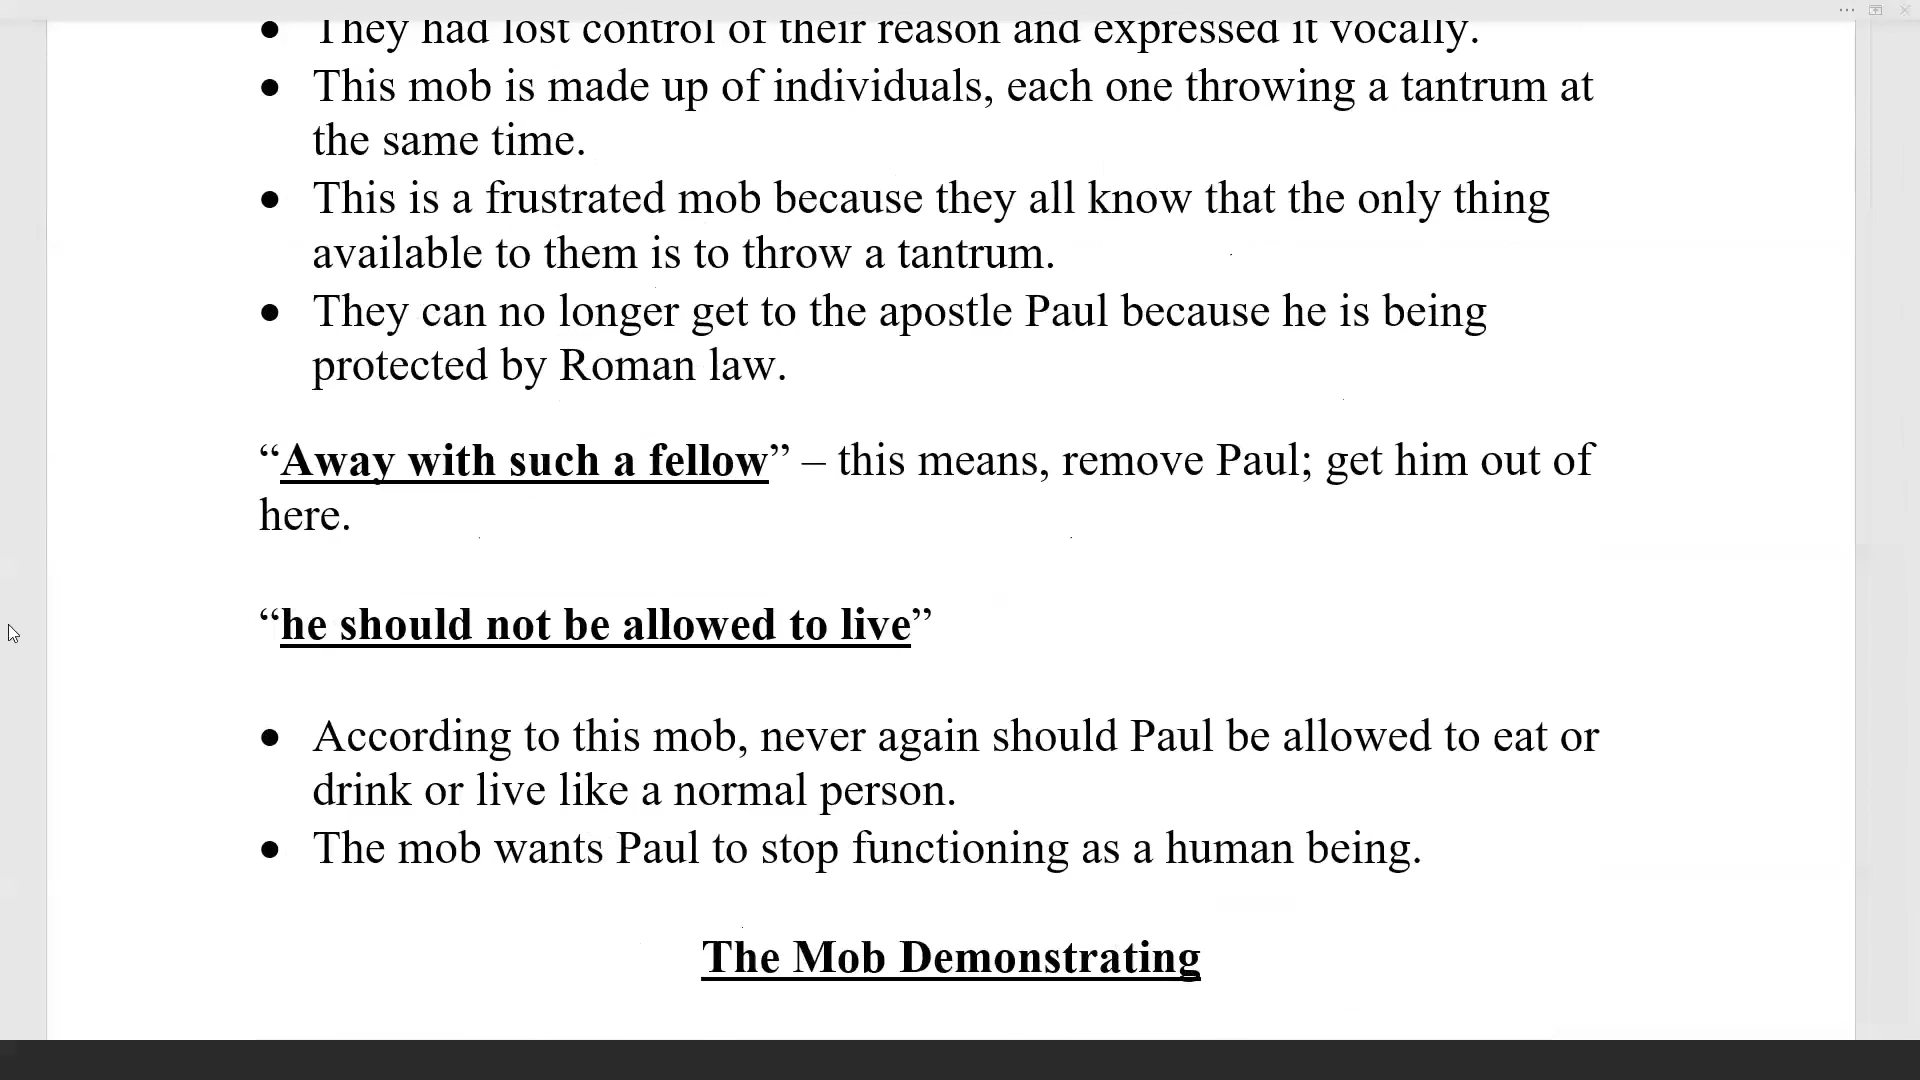 • They had lost control of their reason and expressed it vocally.
• This mob is made up of individuals, each one throwing a tantrum at
the same time.
• This is a frustrated mob because they all know that the only thing
available to them is to throw a tantrum.
• They can no longer get to the apostle Paul because he is being
protected by Roman law.
“Away with such a fellow” – this means, remove Paul; get him out of
here.
“he should not be allowed to live”
• According to this mob, never again should Paul be allowed to eat or
drink or live like a normal person.
• The mob wants Paul to stop functioning as a human being.
The Mob Demonstrating